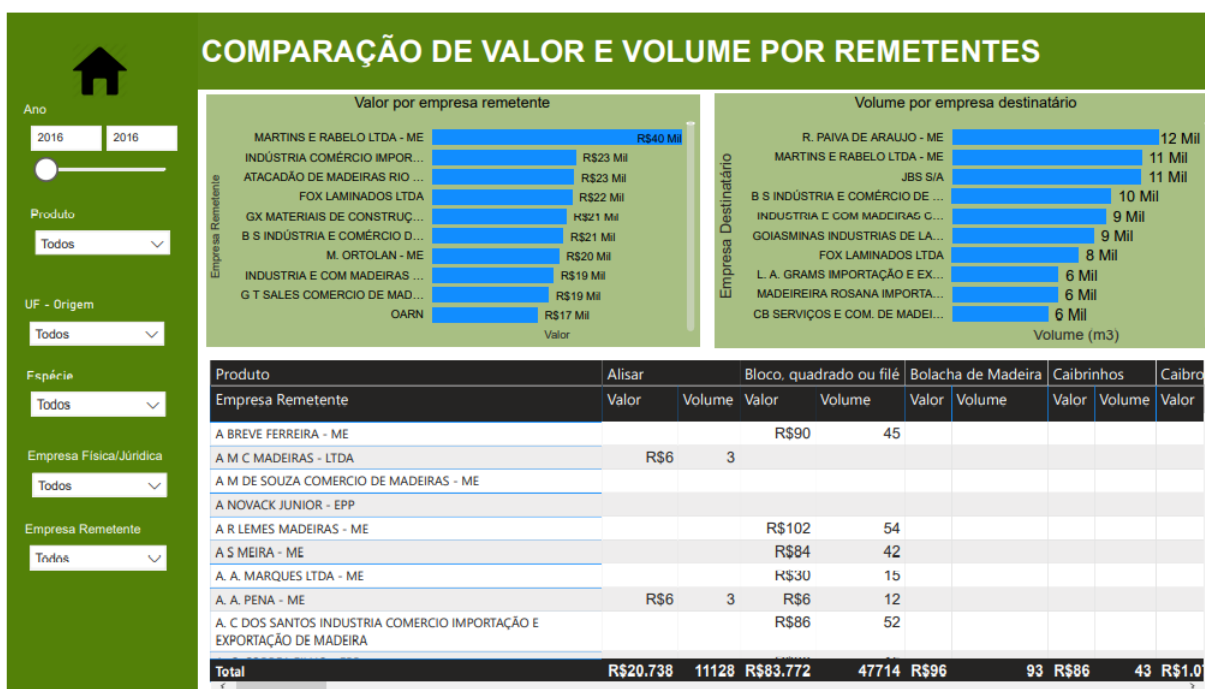 COMPARAÇÃO DE VALOR E VOLUME POR REMETENTES
Ano
2016 2016
Produto
Todos
UF - Origem
Todos
Espécie
Todos
Empresa Física/Júridica
Todos
Empresa Remetente
Todos
Valor por empresa remetente
Empresa Remetente
MARTINS E RABELO LTDA - ME R$40 Mil
INDÚSTRIA COMÉRCIO IMPOR... R$23 Mil
ATACADÃO DE MADEIRAS RIO ... R$23 Mil
FOX LAMINADOS LTDA R$22 Mil
GX MATERIAIS DE CONSTRUÇ... R$21 Mil
B S INDÚSTRIA E COMÉRCIO D... R$21 Mil
M. ORTOLAN - ME R$20 Mil
INDUSTRIA E COM MADEIRAS ... R$19 Mil
G T SALES COMERCIO DE MAD... R$19 Mil
OARN R$17 Mil
Valor
Volume por empresa destinatário
Empresa Destinatário
R. PAIVA DE ARAUJO - ME 12 Mil
MARTINS E RABELO LTDA - ME 11 Mil
JBS S/A 11 Mil
B S INDÚSTRIA E COMÉRCIO DE ... 10 Mil
INDUSTRIA E COM MADEIRAS C... 9 Mil
GOIASMINAS INDUSTRIAS DE LA... 9 Mil
FOX LAMINADOS LTDA 8 Mil
L. A. GRAMS IMPORTAÇÃO E EX... 6 Mil
MADEIREIRA ROSANA IMPORTA... 6 Mil
CB SERVIÇOS E COM. DE MADEI... 6 Mil
Volume (m3)
Produto Alisar Bloco, quadrado ou filé Bolacha de Madeira Caibrinhos Caibro
Empresa Remetente Valor Volume Valor Volume Valor Volume Valor Volume Valor
A BREVE FERREIRA - ME R$90 45
A M C MADEIRAS - LTDA R$6 3
A M DE SOUZA COMERCIO DE MADEIRAS - ME
A NOVACK JUNIOR - EPP
A R LEMES MADEIRAS - ME R$102 54
A S MEIRA - ME R$84 42
A. A. MARQUES LTDA - ME R$30 15
A. A. PENA - ME R$6 3 R$6 12
A. C DOS SANTOS INDUSTRIA COMERCIO IMPORTAÇÃO E R$86 52
EXPORTAÇÃO DE MADEIRA
Total R$20.738 11128 R$83.772 47714 R$96 93 R$86 43 R$1.0